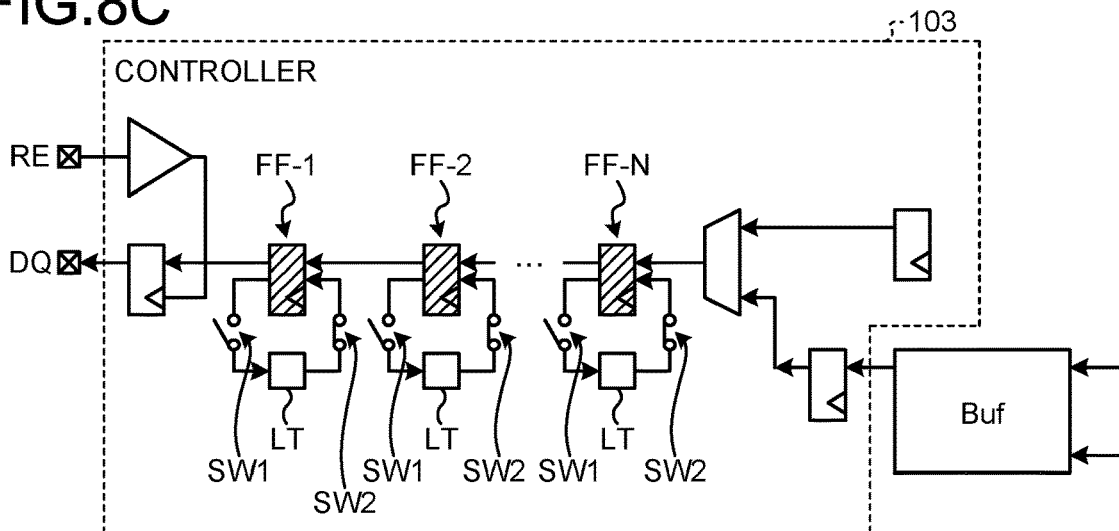 FIG.8C
103
CONTROLLER
RE
FF-1
FF-2
FF-N
DQ
...
Buf
LT
LT
LT
SW1
SW2
SW1
SW2
SW1
SW2